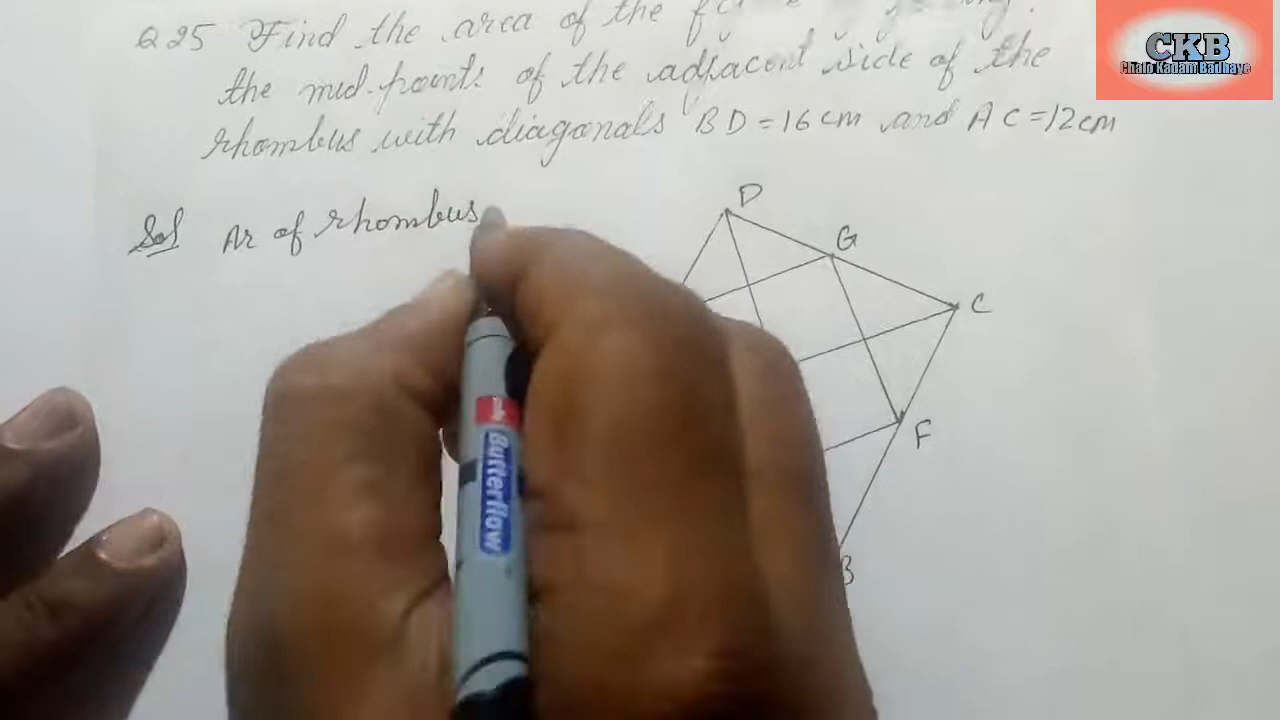 Q 25 Find the area of the
the mid-points of the adjacent side of the
rhombus with diagonals BD = 16 cm and AC = 12 cm
CKB
Chalo Kadam Badhaye
Sol Ar of rhombus
D
G
C
F
B
Butterflow